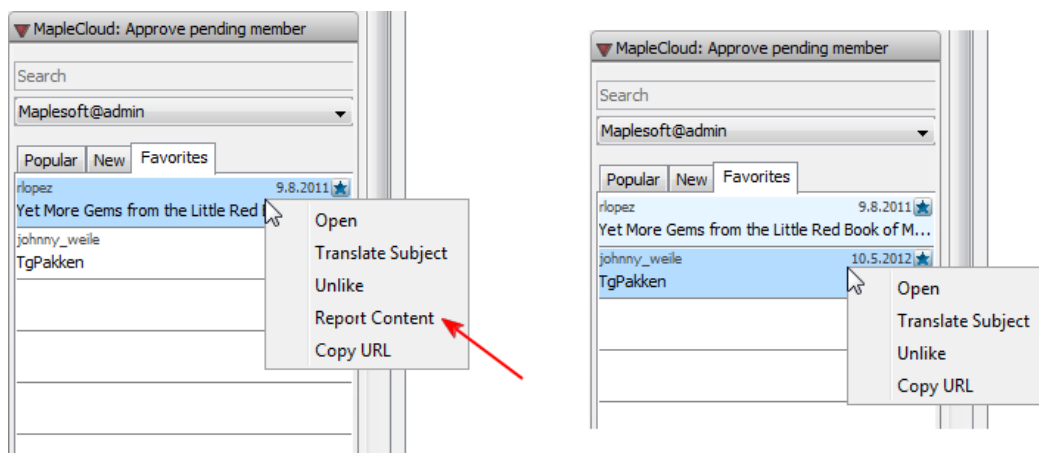 MapleCloud: Approve pending member
Search
Maplesoft@admin
Popular New Favorites
rlopez 9.8.2011
Yet More Gems from the Little Red
johnny_weile
TgPakken
Open
Translate Subject
Unlike
Report Content
Copy URL
MapleCloud: Approve pending member
Search
Maplesoft@admin
Popular New Favorites
rlopez 9.8.2011
Yet More Gems from the Little Red Book of M...
johnny_weile 10.5.2012
TgPakken
Open
Translate Subject
Unlike
Copy URL